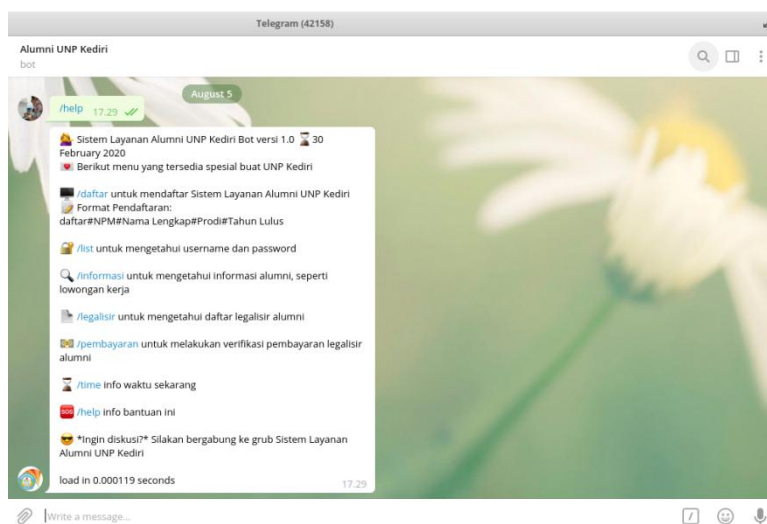 Telegram (42158)
Alumni UNP Kediri
bot
August 5
/help 17.29
Sistem Layanan Alumni UNP Kediri Bot versi 1.0 30
February 2020
Berikut menu yang tersedia spesial buat UNP Kediri
/daftar untuk mendaftar Sistem Layanan Alumni UNP Kediri
Format Pendaftaran:
daftar#NPM#Nama Lengkap#Prodi#Tahun Lulus
/list untuk mengetahui username dan password
/informasi untuk mengetahui informasi alumni, seperti
lowongan kerja
/legalisir untuk mengetahui daftar legalisir alumni
/pembayaran untuk melakukan verifikasi pembayaran legalisir
alumni
/time info waktu sekarang
SOS /help info bantuan ini
*Ingin diskusi?* Silakan bergabung ke grub Sistem Layanan
Alumni UNP Kediri
load in 0.000119 seconds
17.29
Write a message...